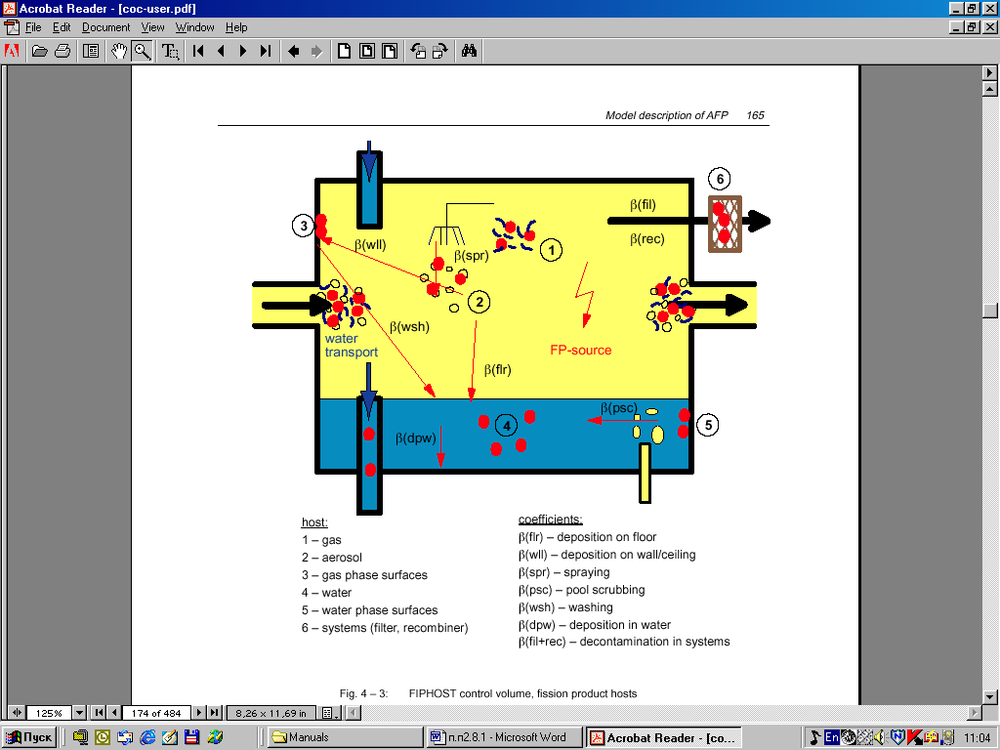 Acrobat Reader - [coc-user.pdf]
File Edit Document View Window Help
Model description of AFP 165
6
β(fil)
3
β(wll)
β(spr)
1
β(rec)
2
β(wsh)
water
transport
FP-source
β(flr)
β(psc)
4
5
β(dpw)
host:
1 – gas
2 – aerosol
3 – gas phase surfaces
4 – water
5 – water phase surfaces
6 – systems (filter, recombiner)
coefficients:
β(flr) – deposition on floor
β(wll) – deposition on wall/ceiling
β(spr) – spraying
β(psc) – pool scrubbing
β(wsh) – washing
β(dpw) – deposition in water
β(fil+rec) – decontamination in systems
Fig. 4 – 3: FIPHOST control volume, fission product hosts
125% 174 of 484 8,26 x 11,69 in
Пуск Manuals п.п2.8.1 - Microsoft Word Acrobat Reader - [co... En 11:04